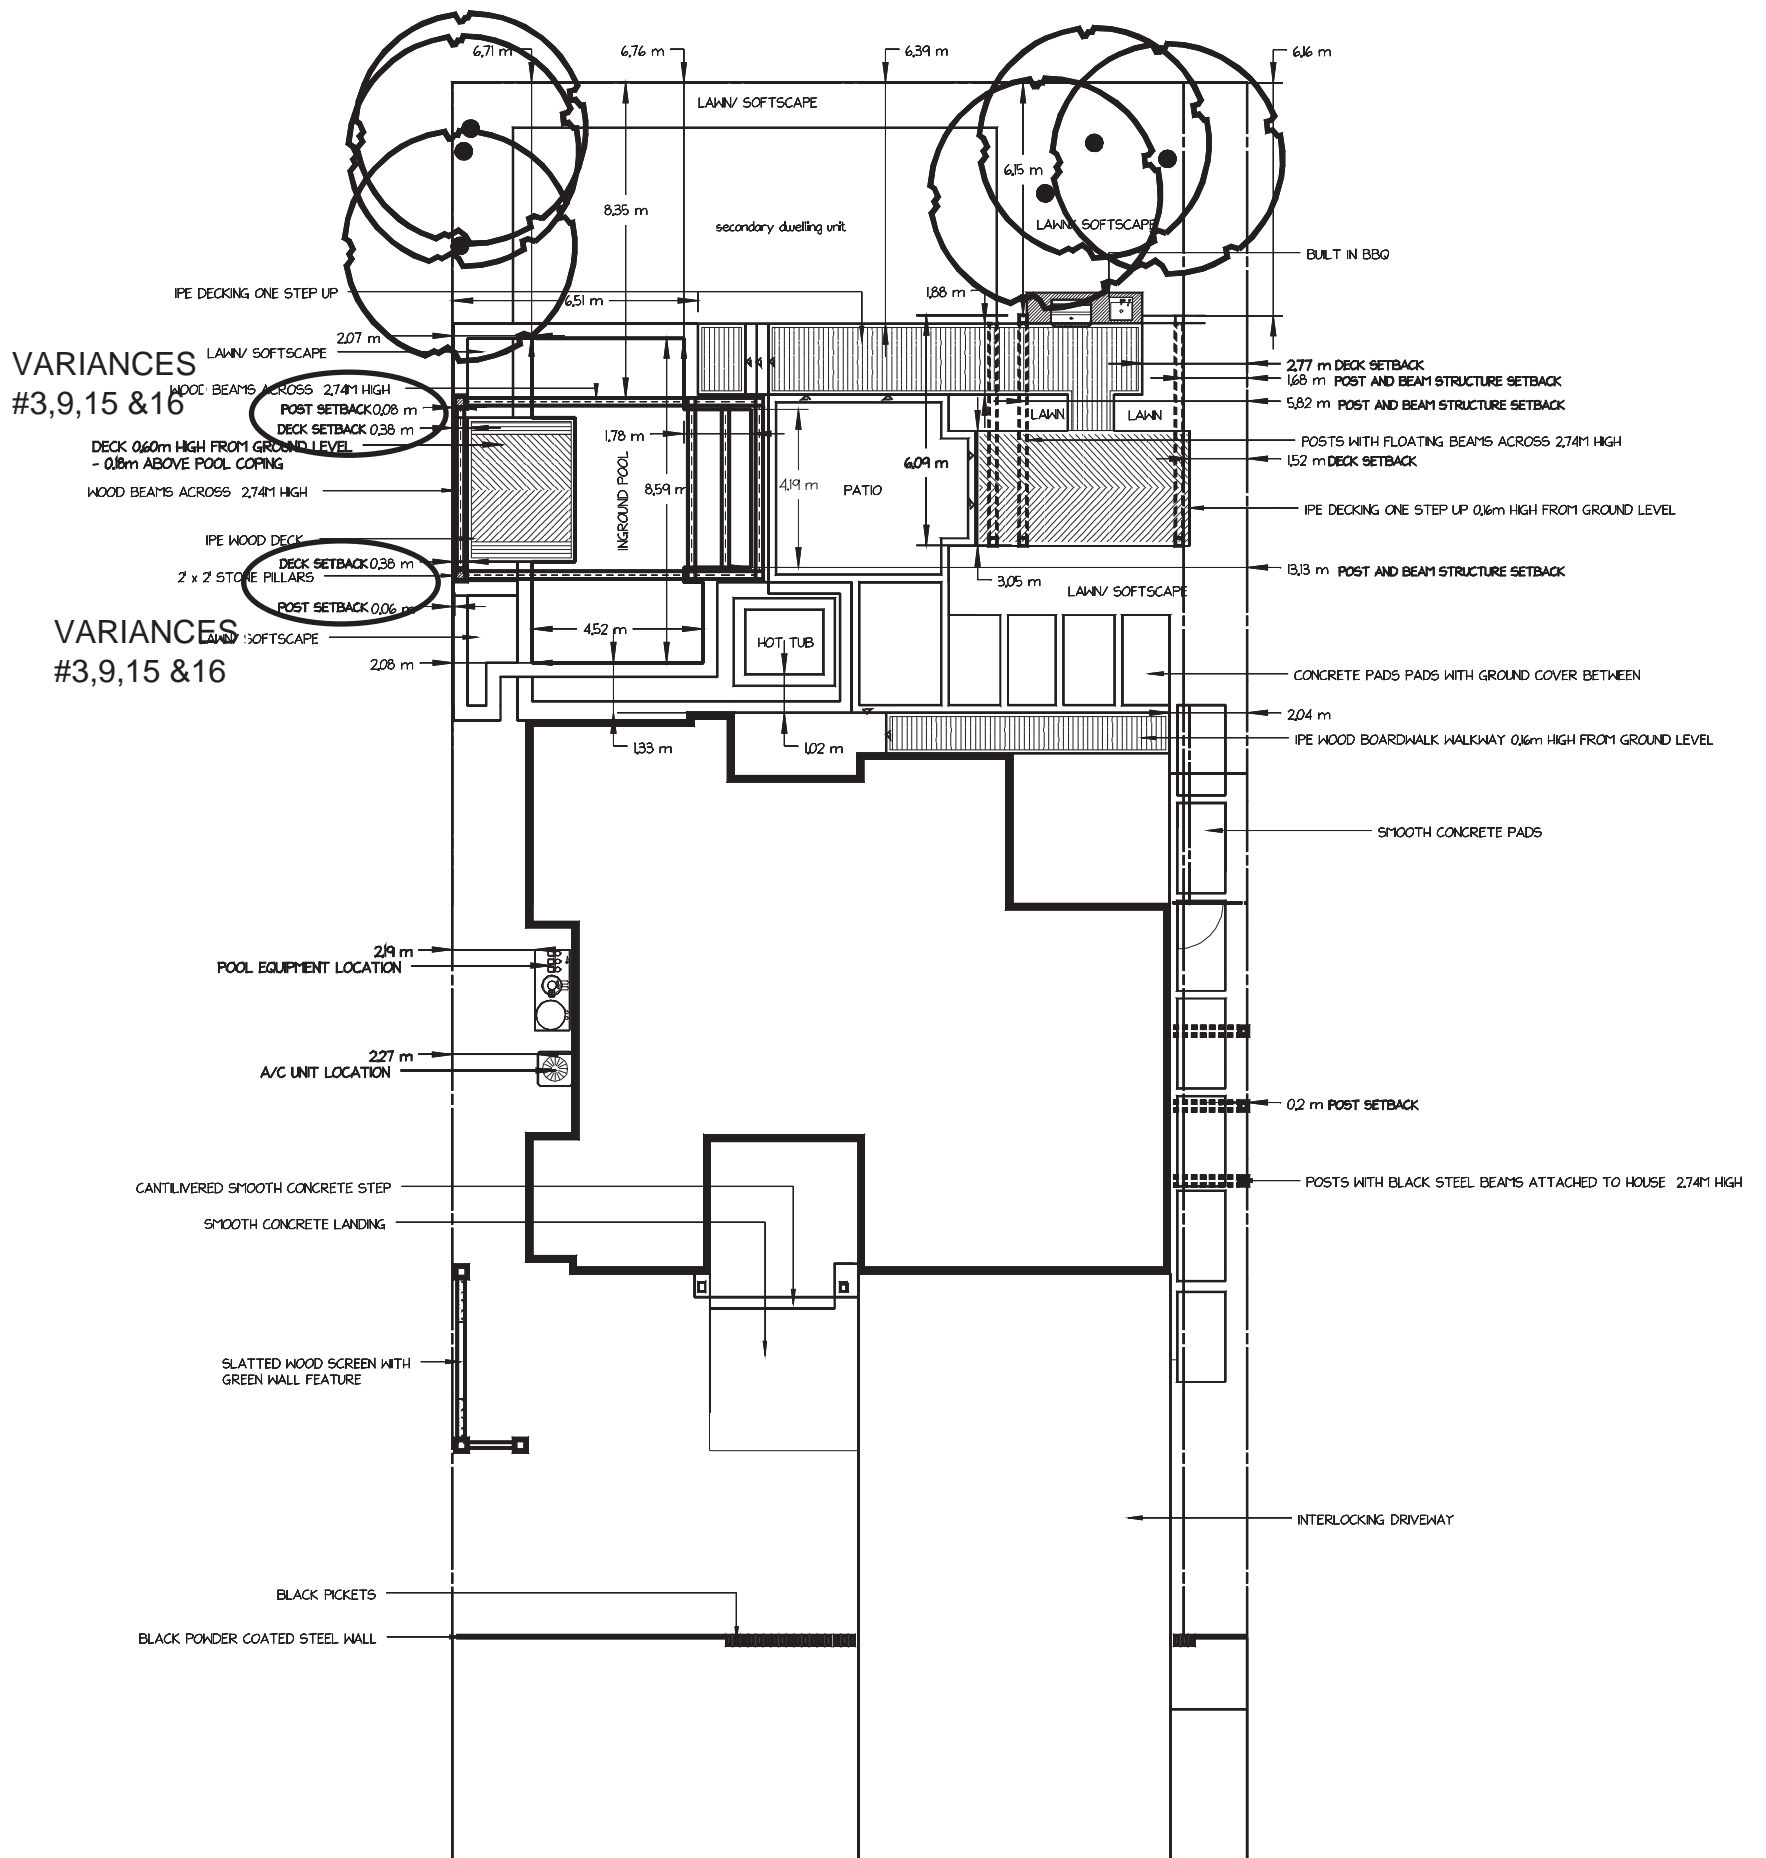 6.71 m
6.76 m
6.39 m
6.16 m
LAWN/ SOFTSCAPE
6.15 m
8.35 m
secondary dwelling unit
LAWN/ SOFTSCAPE
BUILT IN BBQ
IPE DECKING ONE STEP UP
6.51 m
1.88 m
2.07 m
LAWN/ SOFTSCAPE
VARIANCES
#3,9,15 &16
WOOD BEAMS ACROSS 2.74M HIGH
POST SETBACK 0.08 m
DECK SETBACK 0.38 m
DECK 0.60m HIGH FROM GROUND LEVEL
- 0.18m ABOVE POOL COPING
WOOD BEAMS ACROSS 2.74M HIGH
IPE WOOD DECK
DECK SETBACK 0.38 m
2' x 2' STONE PILLARS
POST SETBACK 0.06 m
VARIANCES
#3,9,15 &16
LAWN/ SOFTSCAPE
2.08 m
1.78 m
INGROUND POOL
8.59 m
4.19 m
PATIO
6.09 m
LAWN
LAWN
2.77 m DECK SETBACK
1.68 m POST AND BEAM STRUCTURE SETBACK
5.82 m POST AND BEAM STRUCTURE SETBACK
POSTS WITH FLOATING BEAMS ACROSS 2.74M HIGH
1.52 m DECK SETBACK
IPE DECKING ONE STEP UP 0.16m HIGH FROM GROUND LEVEL
13.13 m POST AND BEAM STRUCTURE SETBACK
3.05 m
LAWN/ SOFTSCAPE
4.52 m
HOT TUB
CONCRETE PADS PADS WITH GROUND COVER BETWEEN
2.04 m
1.33 m
1.02 m
IPE WOOD BOARDWALK WALKWAY 0.16m HIGH FROM GROUND LEVEL
SMOOTH CONCRETE PADS
2.19 m
POOL EQUIPMENT LOCATION
2.27 m
A/C UNIT LOCATION
0.2 m POST SETBACK
POSTS WITH BLACK STEEL BEAMS ATTACHED TO HOUSE 2.74M HIGH
CANTILIVERED SMOOTH CONCRETE STEP
SMOOTH CONCRETE LANDING
SLATTED WOOD SCREEN WITH
GREEN WALL FEATURE
INTERLOCKING DRIVEWAY
BLACK PICKETS
BLACK POWDER COATED STEEL WALL